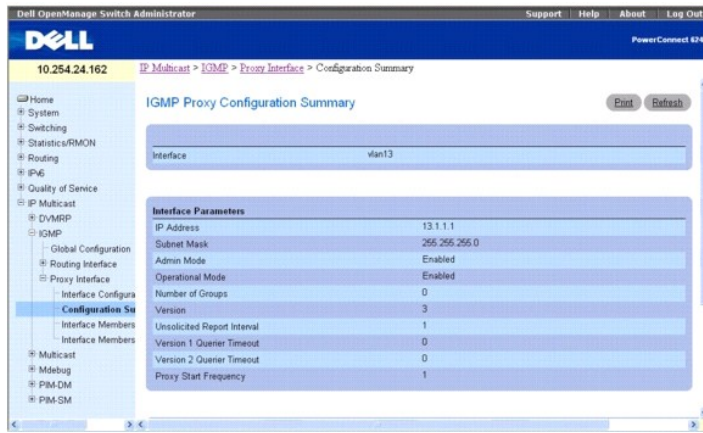 Dell OpenManage Switch Administrator
Support Help About Log Out
DELL
PowerConnect 624
10.254.24.162
IP Multicast > IGMP > Proxy Interface > Configuration Summary
Home
System
Switching
Statistics/RMON
Routing
IPv6
Quality of Service
IP Multicast
DVMRP
IGMP
Global Configuration
Routing Interface
Proxy Interface
Interface Configura
Configuration Su
Interface Members
Interface Members
Multicast
Mdebug
PIM-DM
PIM-SM
IGMP Proxy Configuration Summary
Print Refresh
Interface vlan13
Interface Parameters
IP Address 13.1.1.1
Subnet Mask 255.255.255.0
Admin Mode Enabled
Operational Mode Enabled
Number of Groups 0
Version 3
Unsolicited Report Interval 1
Version 1 Querier Timeout 0
Version 2 Querier Timeout 0
Proxy Start Frequency 1